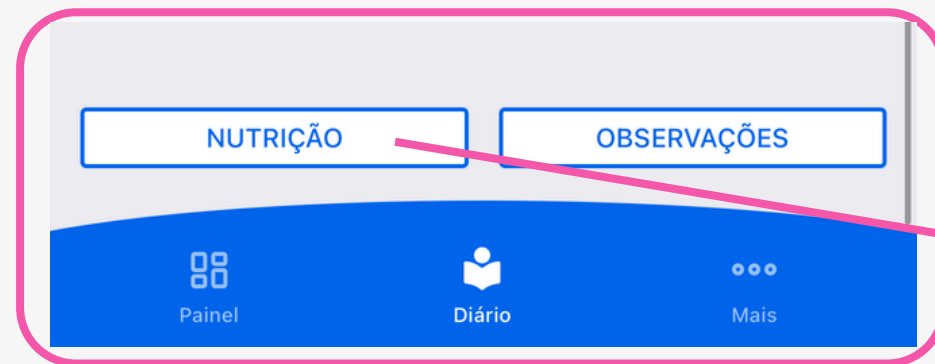 NUTRIÇÃO
OBSERVAÇÕES
Painel
Diário
Mais